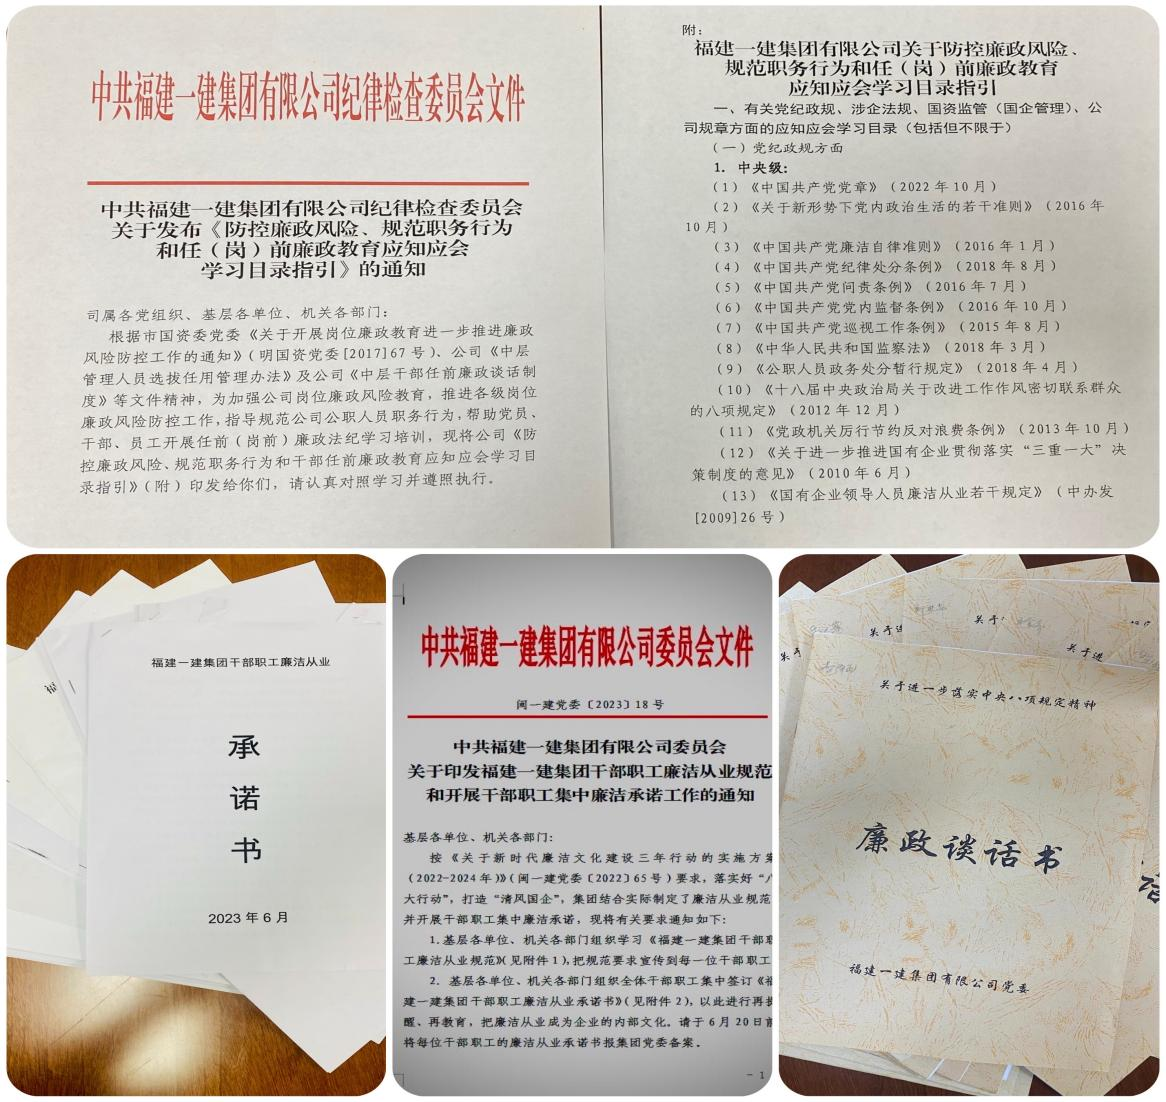 中共福建一建集团有限公司纪律检查委员会文件
中共福建一建集团有限公司纪律检查委员会
关于发布《防控廉政风险、规范职务行为
和任（岗）前廉政教育应知应会
学习目录指引》的通知
司属各党组织、基层各单位、机关各部门：
根据市国资委党委《关于开展岗位廉政教育进一步推进廉政
风险防控工作的通知》（明国资党委[2017]67号）、公司《中层
管理人员选拔任用管理办法》及公司《中层干部任前廉政谈话制
度》等文件精神，为加强公司岗位廉政风险教育，推进各级岗位
廉政风险防控工作，指导规范公司公职人员职务行为，帮助党员、
干部、员工开展任前（岗前）廉政法纪学习培训，现将公司《防
控廉政风险、规范职务行为和干部任前廉政教育应知应会学习目
录指引》（附）印发给你们，请认真对照学习并遵照执行。
附：
福建一建集团有限公司关于防控廉政风险、
规范职务行为和任（岗）前廉政教育
应知应会学习目录指引
一、有关党纪政规、涉企法规、国资监管（国企管理）、公
司规章方面的应知应会学习目录（包括但不限于）
（一）党纪政规方面
1. 中央级：
（1）《中国共产党党章》（2022年10月）
（2）《关于新形势下党内政治生活的若干准则》（2016年
10月）
（3）《中国共产党廉洁自律准则》（2016年1月）
（4）《中国共产党纪律处分条例》（2018年8月）
（5）《中国共产党问责条例》（2016年7月）
（6）《中国共产党党内监督条例》（2016年10月）
（7）《中国共产党巡视工作条例》（2015年8月）
（8）《中华人民共和国监察法》（2018年3月）
（9）《公职人员政务处分暂行规定》（2018年4月）
（10）《十八届中央政治局关于改进工作作风密切联系群众
的八项规定》（2012年12月）
（11）《党政机关厉行节约反对浪费条例》（2013年10月）
（12）《关于进一步推进国有企业贯彻落实“三重一大”决
策制度的意见》（2010年6月）
（13）《国有企业领导人员廉洁从业若干规定》（中办发
[2009]26号）
福
福建一建集团干部职工廉洁从业
承
诺
书
2023年6月
中共福建一建集团有限公司委员会文件
闽一建党委〔2023〕18号
中共福建一建集团有限公司委员会
关于印发福建一建集团干部职工廉洁从业规范
和开展干部职工集中廉洁承诺工作的通知
基层各单位、机关各部门：
按《关于新时代廉洁文化建设三年行动的实施方案
（2022-2024年）》（闽一建党委〔2022〕65号）要求，落实好“八
大行动”，打造“清风国企”，集团结合实际制定了廉洁从业规范
并开展干部职工集中廉洁承诺，现将有关要求通知如下：
1.基层各单位、机关各部门组织学习《福建一建集团干部职
工廉洁从业规范》（见附件1），把规范要求宣传到每一位干部职工
2. 基层各单位、机关各部门组织全体干部职工集中签订《福
建一建集团干部职工廉洁从业承诺书》（见附件2），以此进行再提
醒、再教育，把廉洁从业成为企业的内部文化。请于6月20日前
将每位干部职工的廉洁从业承诺书报集团党委备案。
- 1
关于
关于进
关于
关于进
关于进一步落实中央八项规定精神
廉政谈话书
福建一建集团有限公司党委